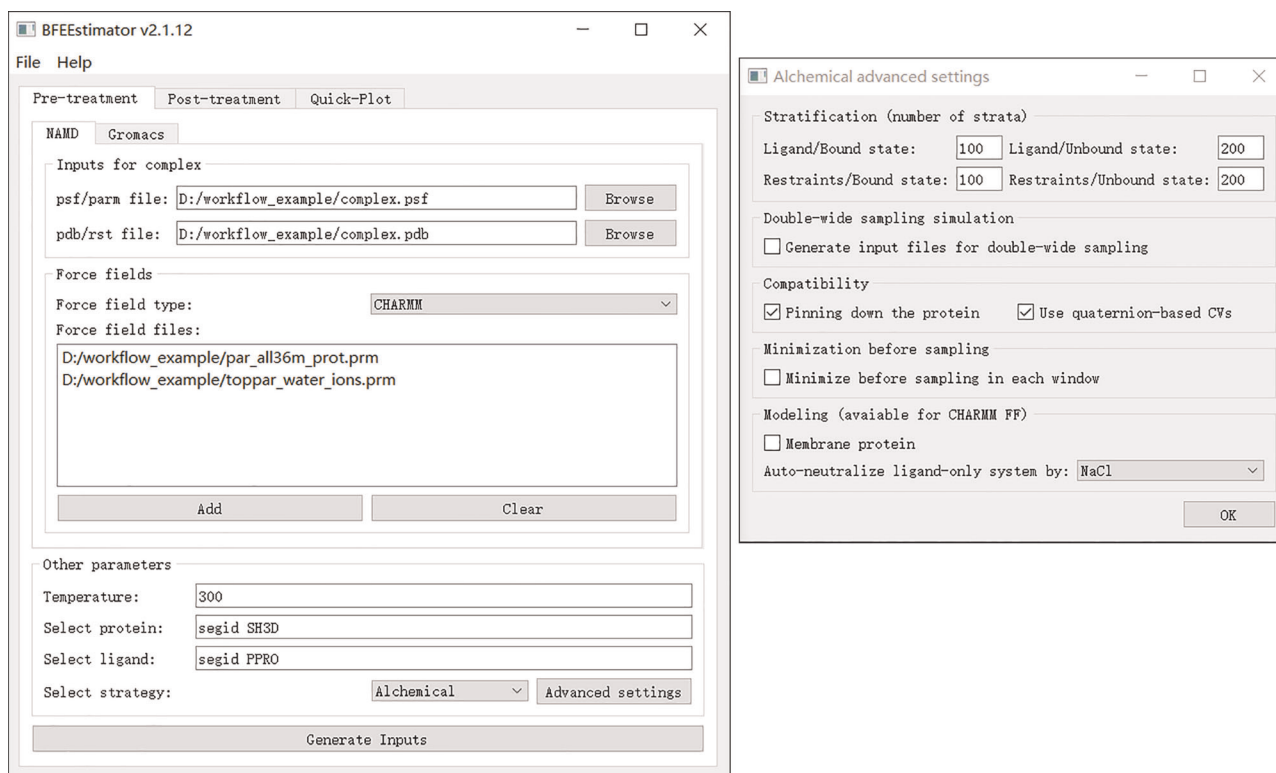 BFEEstimator v2.1.12
File Help
Pre-treatment Post-treatment Quick-Plot
NAMD Gromacs
Inputs for complex
psf/parm file: D:/workflow_example/complex.psf Browse
pdb/rst file: D:/workflow_example/complex.pdb Browse
Force fields
Force field type: CHARMM
Force field files:
D:/workflow_example/par_all36m_prot.prm
D:/workflow_example/toppar_water_ions.prm
Add Clear
Other parameters
Temperature: 300
Select protein: segid SH3D
Select ligand: segid PPRO
Select strategy: Alchemical Advanced settings
Generate Inputs
Alchemical advanced settings
Stratification (number of strata)
Ligand/Bound state: 100 Ligand/Unbound state: 200
Restraints/Bound state: 100 Restraints/Unbound state: 200
Double-wide sampling simulation
Generate input files for double-wide sampling
Compatibility
Pinning down the protein Use quaternion-based CVs
Minimization before sampling
Minimize before sampling in each window
Modeling (avaiable for CHARMM FF)
Membrane protein
Auto-neutralize ligand-only system by: NaCl
OK